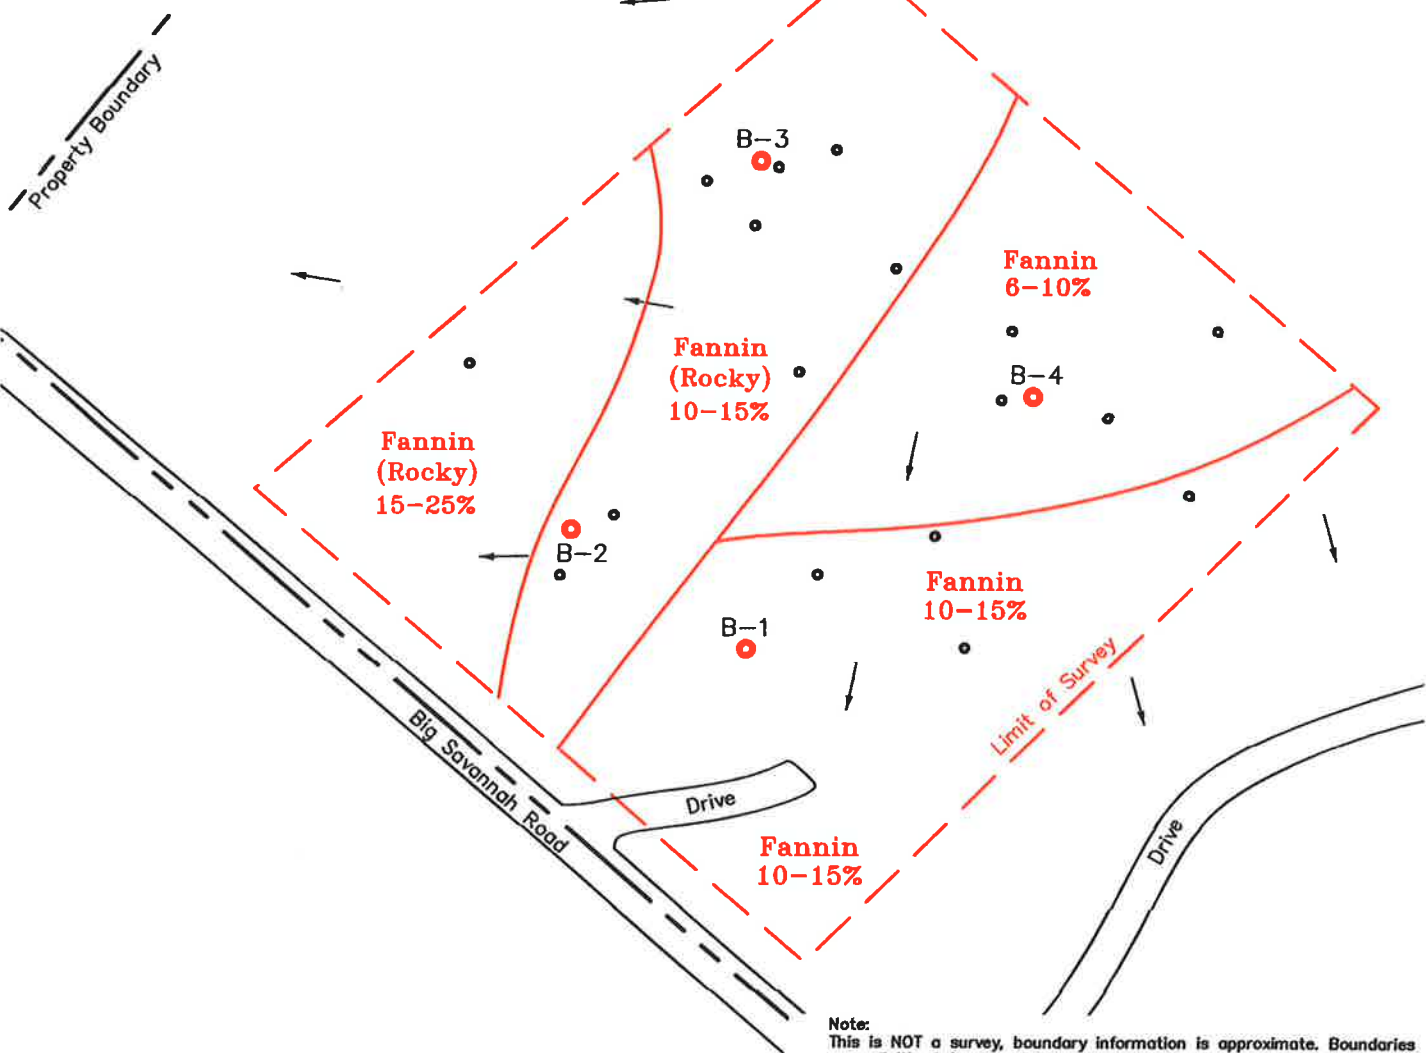 Property Boundary
B-3
Fannin
6-10%
Fannin
(Rocky)
10-15%
B-4
Fannin
(Rocky)
15-25%
B-2
Fannin
10-15%
B-1
Limit of Survey
Big Savannah Road
Drive
Drive
Fannin
10-15%
Note:
This is NOT a survey, boundary information is approximate. Boundaries